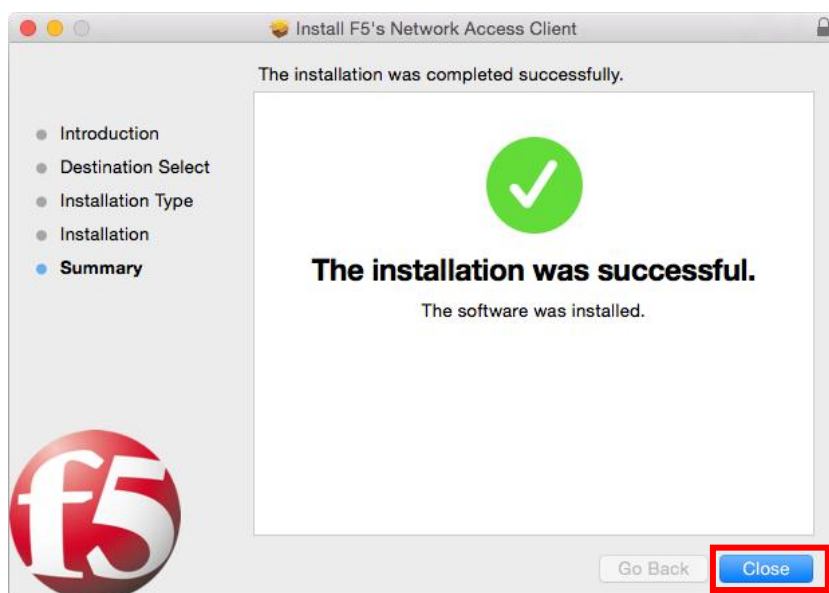 Install F5's Network Access Client
The installation was completed successfully.
Introduction
Destination Select
Installation Type
Installation
Summary
The installation was successful.
The software was installed.
f5
Go Back
Close